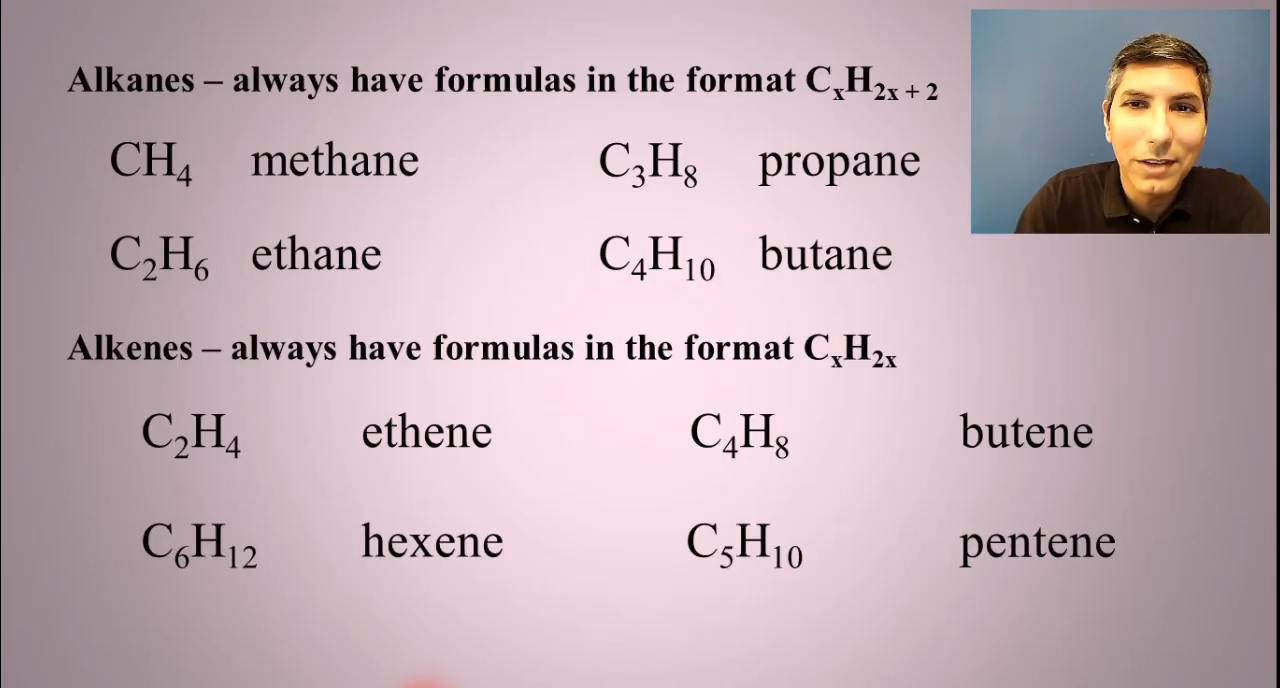 Alkanes – always have formulas in the format CₓH₂ₓ ₊ ₂
CH₄ methane C₃H₈ propane
C₂H₆ ethane C₄H₁₀ butane
Alkenes – always have formulas in the format CₓH₂ₓ
C₂H₄ ethene C₄H₈ butene
C₆H₁₂ hexene C₅H₁₀ pentene